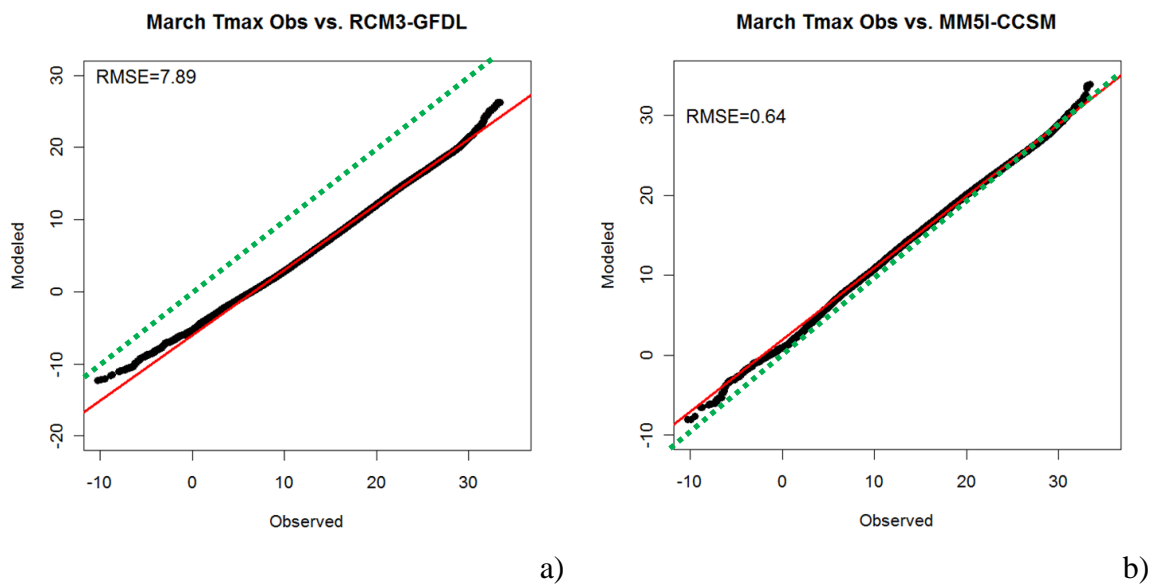 March Tmax Obs vs. RCM3-GFDL
RMSE=7.89
30
20
10
0
-10
-20
Modeled
-10 0 10 20 30
Observed
a)
March Tmax Obs vs. MM5I-CCSM
RMSE=0.64
30
20
10
0
-10
Modeled
-10 0 10 20 30
Observed
b)